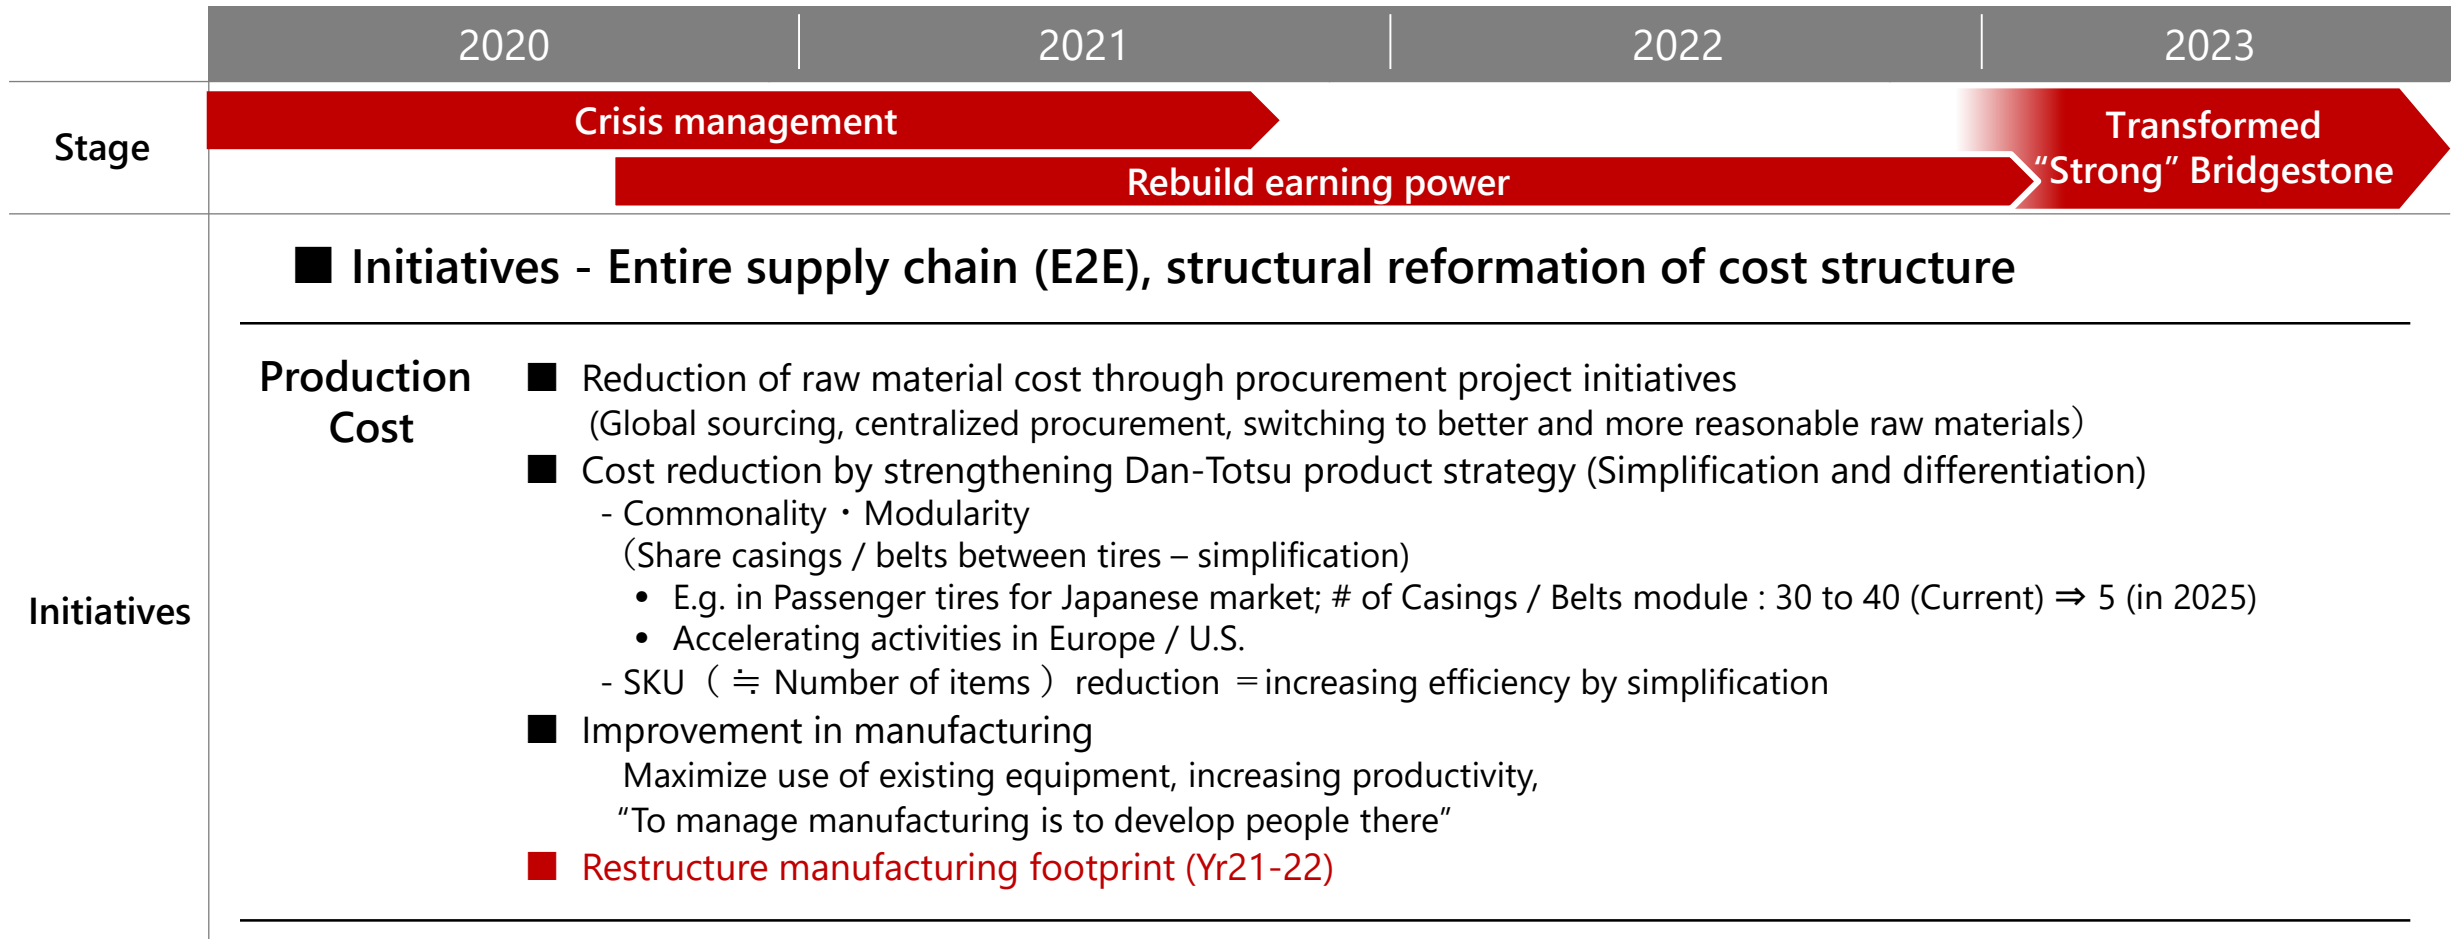 2020 2021 2022 2023
Stage
Crisis management
Rebuild earning power
Transformed
“Strong” Bridgestone
Initiatives
■ Initiatives - Entire supply chain (E2E), structural reformation of cost structure
Production
Cost
■ Reduction of raw material cost through procurement project initiatives
(Global sourcing, centralized procurement, switching to better and more reasonable raw materials）
■ Cost reduction by strengthening Dan-Totsu product strategy (Simplification and differentiation)
- Commonality・Modularity
（Share casings / belts between tires – simplification)
• E.g. in Passenger tires for Japanese market; # of Casings / Belts module : 30 to 40 (Current) ⇒ 5 (in 2025)
• Accelerating activities in Europe / U.S.
- SKU（ ≒ Number of items ）reduction ＝increasing efficiency by simplification
■ Improvement in manufacturing
Maximize use of existing equipment, increasing productivity,
“To manage manufacturing is to develop people there”
■ Restructure manufacturing footprint (Yr21-22)